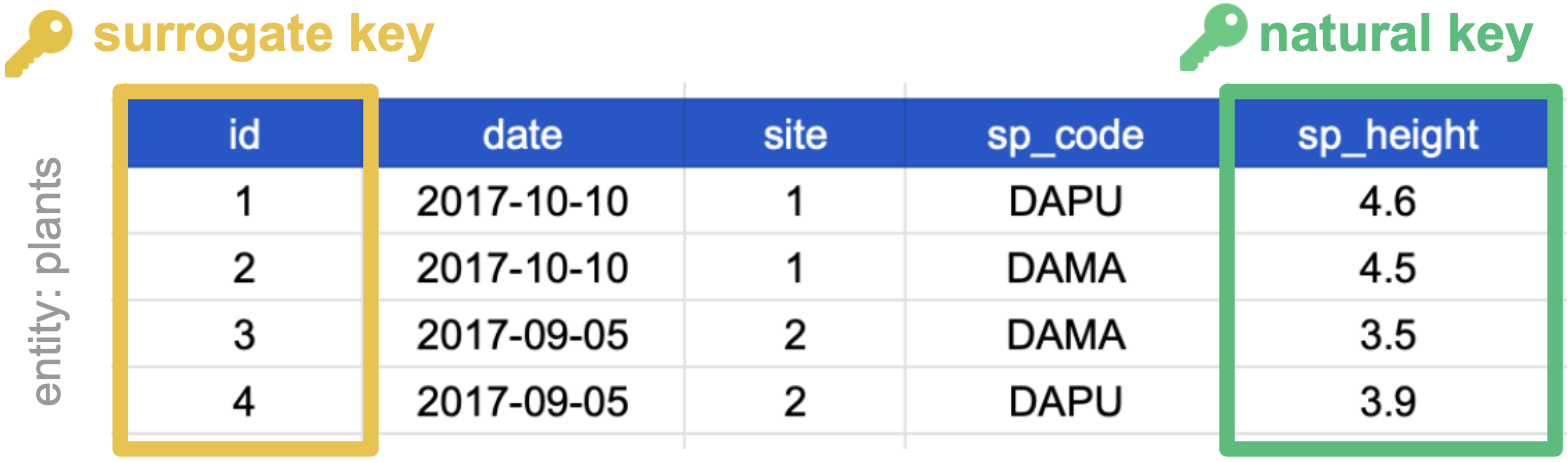 surrogate key
natural key
entity: plants
id date site sp_code sp_height
1 2017-10-10 1 DAPU 4.6
2 2017-10-10 1 DAMA 4.5
3 2017-09-05 2 DAMA 3.5
4 2017-09-05 2 DAPU 3.9